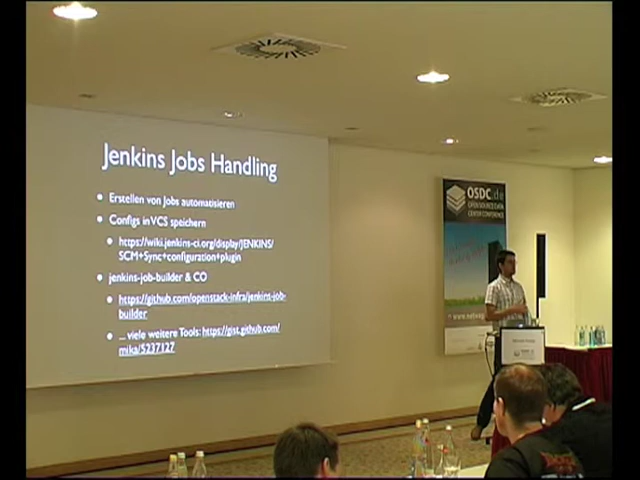 Jenkins Jobs Handling
Erstellen von Jobs automatisieren
Configs in VCS speichern
https://wiki.jenkins-ci.org/display/JENKINS/
SCM+Sync+configuration+plugin
jenkins-job-builder & CO
https://github.com/openstack-infra/jenkins-job-
builder
... viele weitere Tools: https://gist.github.com/
mika/5237127
OSDC.de
OPEN SOURCE DATA
CENTER CONFERENCE